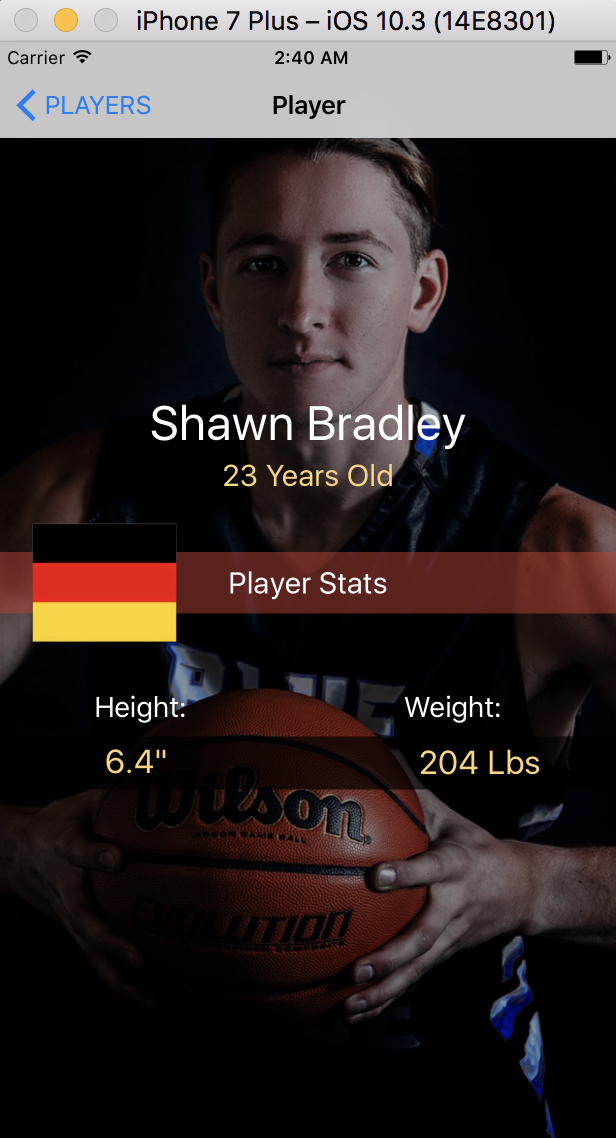 iPhone 7 Plus – iOS 10.3 (14E8301)
Carrier 2:40 AM
PLAYERS Player
Shawn Bradley
23 Years Old
Player Stats
BLUE
Height: Weight:
6.4" 204 Lbs
Wilson
INDOOR GAME BALL
EVOLUTION